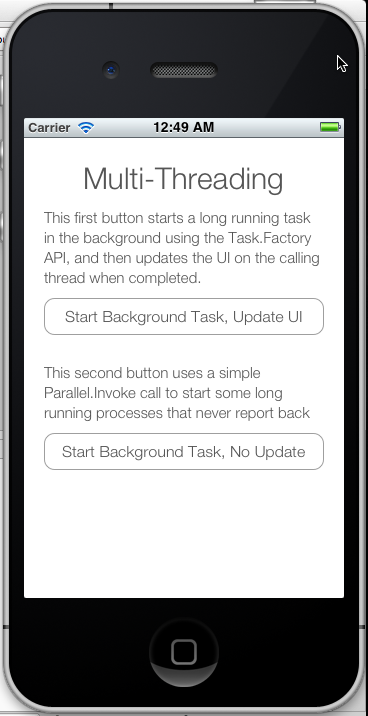 Carrier 12:49 AM
Multi-Threading
This first button starts a long running task
in the background using the Task.Factory
API, and then updates the UI on the calling
thread when completed.
Start Background Task, Update UI
This second button uses a simple
Parallel.Invoke call to start some long
running processes that never report back
Start Background Task, No Update